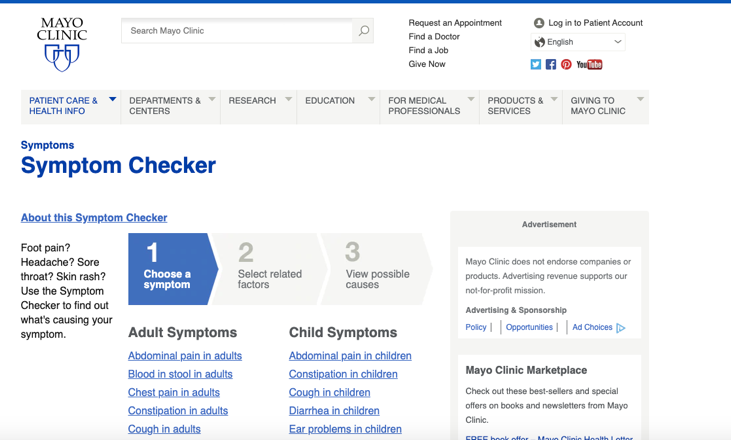 MAYO
CLINIC
Search Mayo Clinic
Request an Appointment
Find a Doctor
Find a Job
Give Now
Log in to Patient Account
English
You Tube
PATIENT CARE &
HEALTH INFO
DEPARTMENTS &
CENTERS
RESEARCH
EDUCATION
FOR MEDICAL
PROFESSIONALS
PRODUCTS &
SERVICES
GIVING TO
MAYO CLINIC
Symptoms
Symptom Checker
About this Symptom Checker
Foot pain?
Headache? Sore
throat? Skin rash?
Use the Symptom
Checker to find out
what's causing your
symptom.
1
Choose a
symptom
2
Select related
factors
3
View possible
causes
Adult Symptoms
Abdominal pain in adults
Blood in stool in adults
Chest pain in adults
Constipation in adults
Cough in adults
Child Symptoms
Abdominal pain in children
Constipation in children
Cough in children
Diarrhea in children
Ear problems in children
Advertisement
Mayo Clinic does not endorse companies or
products. Advertising revenue supports our
not-for-profit mission.
Advertising & Sponsorship
Policy | Opportunities | Ad Choices
Mayo Clinic Marketplace
Check out these best-sellers and special
offers on books and newsletters from Mayo
Clinic.
FREE book offer – Mayo Clinic Health Letter